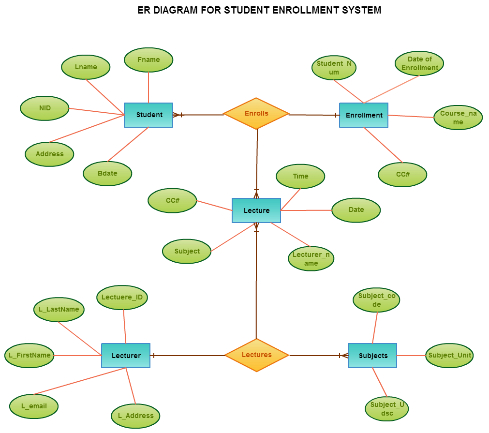 ER DIAGRAM FOR STUDENT ENROLLMENT SYSTEM
Fname
Lname
Student_N
um
Date of
Enrollment
NID
Student
Enrolls
Enrollment
Course_na
me
Address
Bdate
CC#
Time
CC#
Lecture
Date
Subject
Lecturer_n
ame
Lectuere_ID
L_LastName
Subject_co
de
L_FirstName
Lecturer
Lectures
Subjects
Subject_Unit
L_email
L_Address
Subject_U
dsc